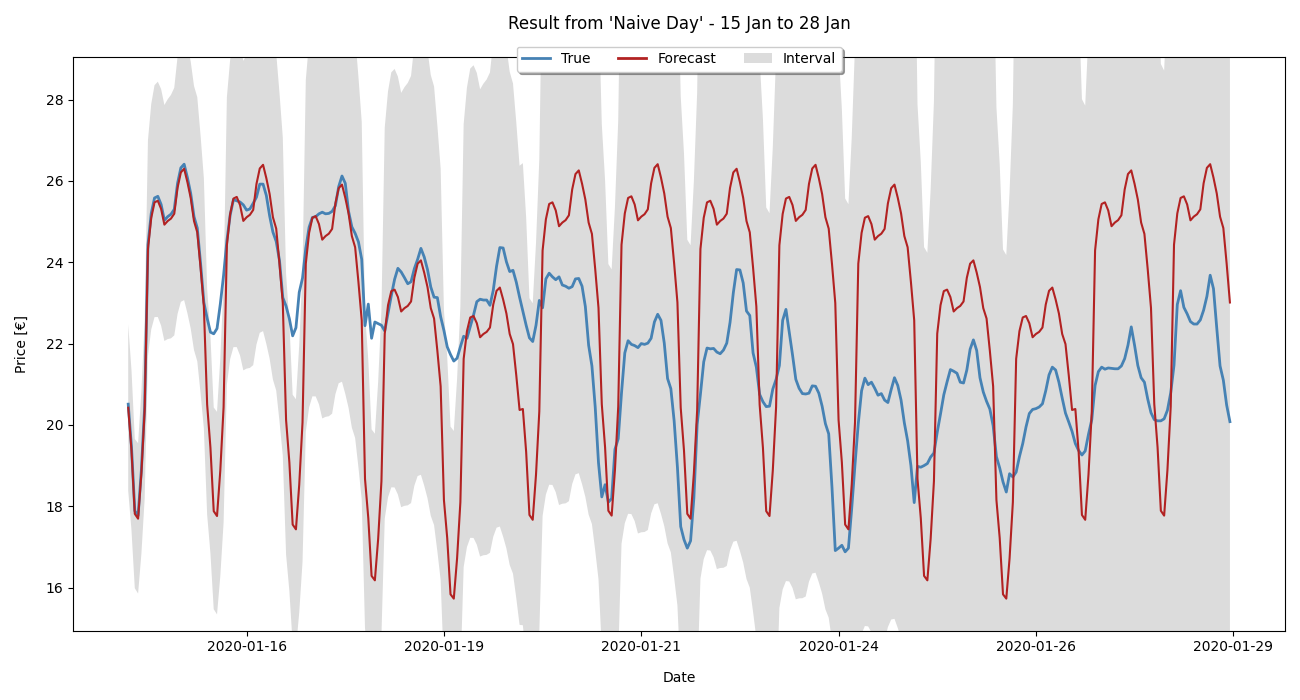 Result from 'Naive Day' - 15 Jan to 28 Jan
True Forecast Interval
28
26
24
22
20
18
16
Price [€]
2020-01-16 2020-01-19 2020-01-21 2020-01-24 2020-01-26 2020-01-29
Date